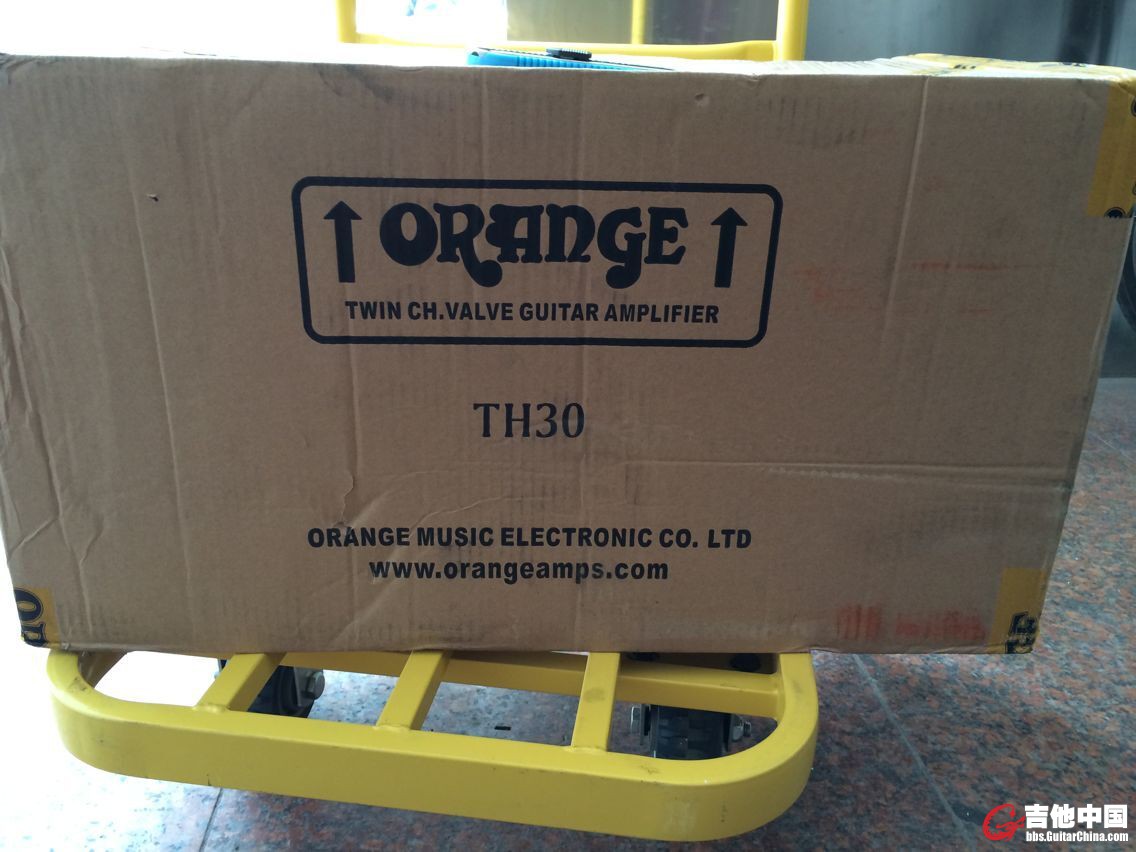 ORANGE
TWIN CH.VALVE GUITAR AMPLIFIER
TH30
ORANGE MUSIC ELECTRONIC CO. LTD
www.orangeamps.com
吉他中国
bbs.GuitarChina.com